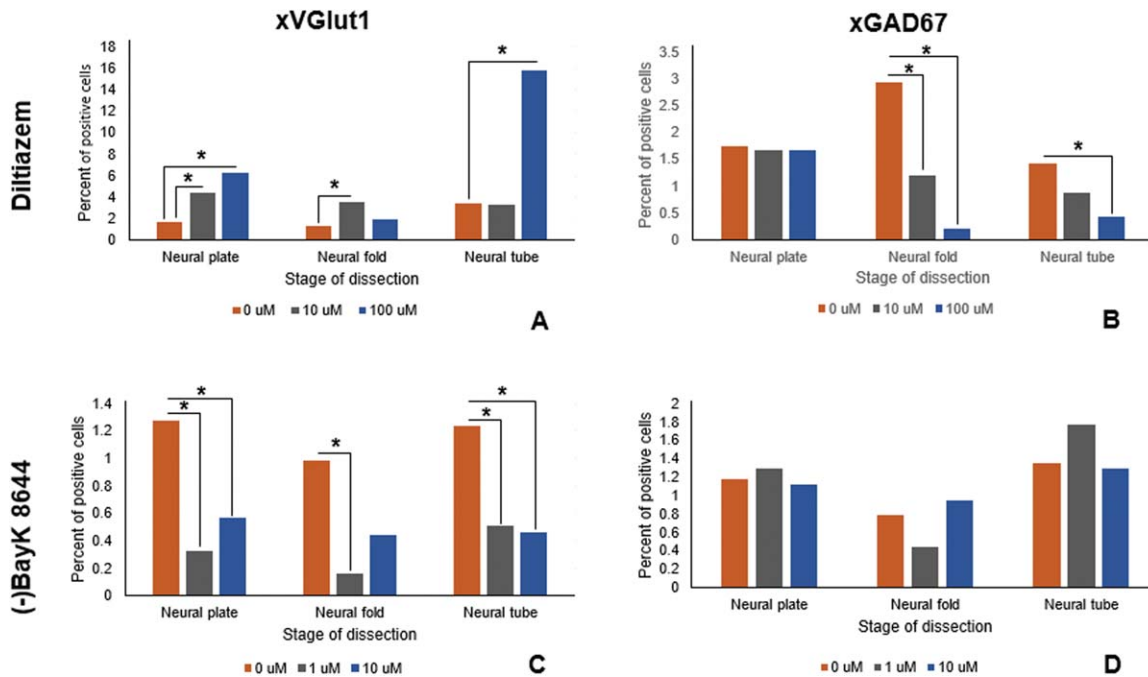 xVGlut1
xGAD67
Diltiazem
Percent of positive cells
18
16
14
12
10
8
6
4
2
0
*
*
*
*
Neural plate
Neural fold
Neural tube
Stage of dissection
0 uM 10 uM 100 uM
A
Percent of positive cells
3.5
3
2.5
2
1.5
1
0.5
0
*
*
*
Neural plate
Neural fold
Neural tube
Stage of dissection
0 uM 10 uM 100 uM
B
(-)BayK 8644
Percent of positive cells
1.4
1.2
1
0.8
0.6
0.4
0.2
0
*
*
*
*
*
Neural plate
Neural fold
Neural tube
Stage of dissection
0 uM 1 uM 10 uM
C
Percent of positive cells
2
1.8
1.6
1.4
1.2
1
0.8
0.6
0.4
0.2
0
Neural plate
Neural fold
Neural tube
Stage of dissection
0 uM 1 uM 10 uM
D